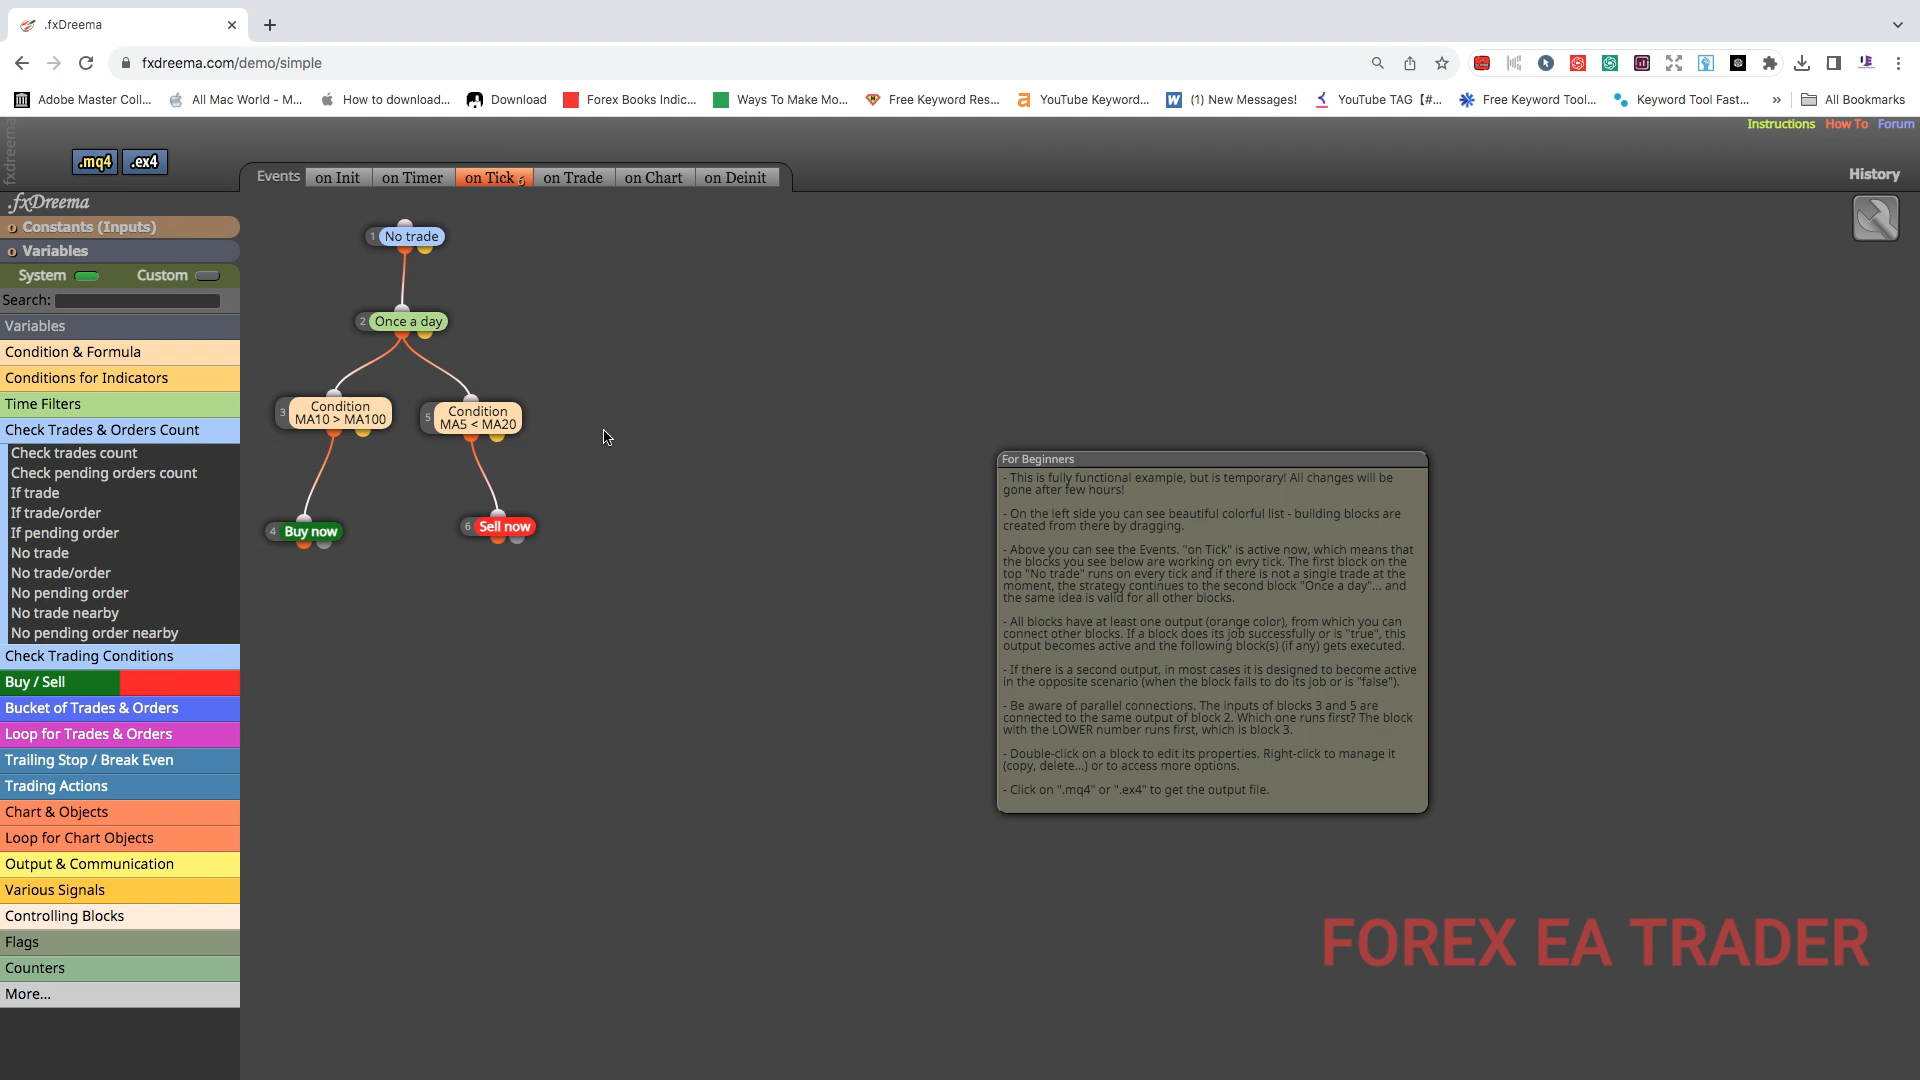 .fxDreema
fxdreema.com/demo/simple
Adobe Master Coll...
All Mac World - M...
How to download...
Download
Forex Books Indic...
Ways To Make Mo...
Free Keyword Res...
YouTube Keyword...
(1) New Messages!
YouTube TAG【#...
Free Keyword Tool...
Keyword Tool Fast...
»
All Bookmarks
Instructions How To Forum
fxdreema
.mq4 .ex4
Events on Init on Timer on Tick 6 on Trade on Chart on Deinit
History
.fxDreema
o Constants (Inputs)
o Variables
System Custom
Search:
Variables
Condition & Formula
Conditions for Indicators
Time Filters
Check Trades & Orders Count
Check trades count
Check pending orders count
If trade
If trade/order
If pending order
No trade
No trade/order
No pending order
No trade nearby
No pending order nearby
Check Trading Conditions
Buy / Sell
Bucket of Trades & Orders
Loop for Trades & Orders
Trailing Stop / Break Even
Trading Actions
Chart & Objects
Loop for Chart Objects
Output & Communication
Various Signals
Controlling Blocks
Flags
Counters
More...
1 No trade
2 Once a day
3 Condition
MA10 > MA100
5 Condition
MA5 < MA20
4 Buy now
6 Sell now
For Beginners
- This is fully functional example, but is temporary! All changes will be
gone after few hours!
- On the left side you can see beautiful colorful list - building blocks are
created from there by dragging.
- Above you can see the Events. "on Tick" is active now, which means that
the blocks you see below are working on evry tick. The first block on the
top "No trade" runs on every tick and if there is not a single trade at the
moment, the strategy continues to the second block "Once a day"... and
the same idea is valid for all other blocks.
- All blocks have at least one output (orange color), from which you can
connect other blocks. If a block does its job successfully or is "true", this
output becomes active and the following block(s) (if any) gets executed.
- If there is a second output, in most cases it is designed to become active
in the opposite scenario (when the block fails to do its job or is "false").
- Be aware of parallel connections. The inputs of blocks 3 and 5 are
connected to the same output of block 2. Which one runs first? The block
with the LOWER number runs first, which is block 3.
- Double-click on a block to edit its properties. Right-click to manage it
(copy, delete...) or to access more options.
- Click on ".mq4" or ".ex4" to get the output file.
FOREX EA TRADER